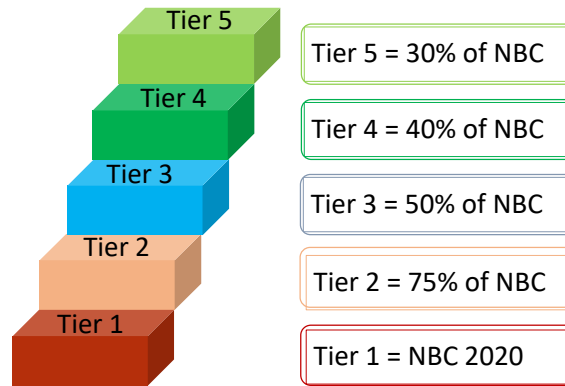 Tier 5
Tier 5 = 30% of NBC
Tier 4
Tier 4 = 40% of NBC
Tier 3
Tier 3 = 50% of NBC
Tier 2
Tier 2 = 75% of NBC
Tier 1
Tier 1 = NBC 2020